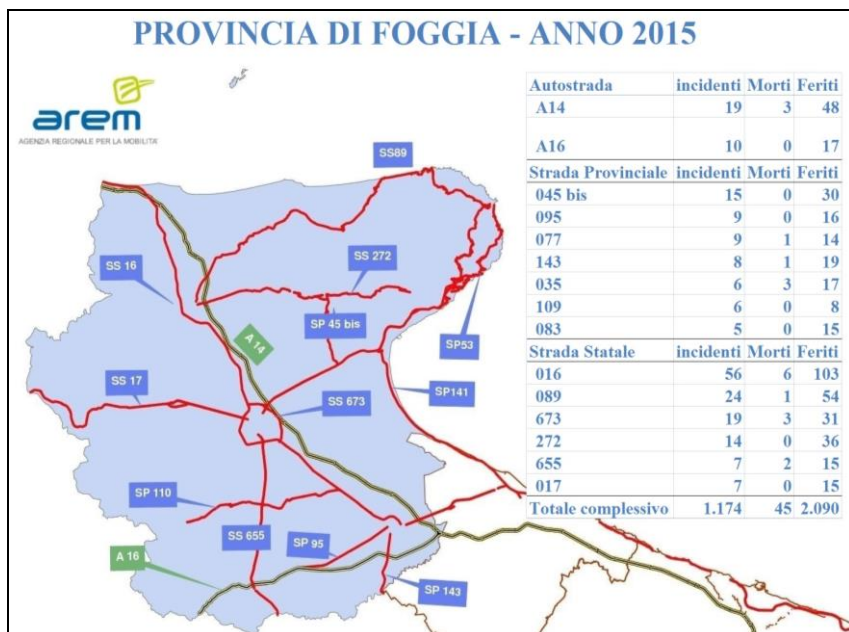 PROVINCIA DI FOGGIA - ANNO 2015
arem
AGENZIA REGIONALE PER LA MOBILITA'
SS89
SS 16
SS 272
SP 45 bis
A 14
SP53
SS 17
SS 673
SP141
SP 110
SS 655
SP 95
A 16
SP 143
Autostrada incidenti Morti Feriti
A14 19 3 48
A16 10 0 17
Strada Provinciale incidenti Morti Feriti
045 bis 15 0 30
095 9 0 16
077 9 1 14
143 8 1 19
035 6 3 17
109 6 0 8
083 5 0 15
Strada Statale incidenti Morti Feriti
016 56 6 103
089 24 1 54
673 19 3 31
272 14 0 36
655 7 2 15
017 7 0 15
Totale complessivo 1.174 45 2.090